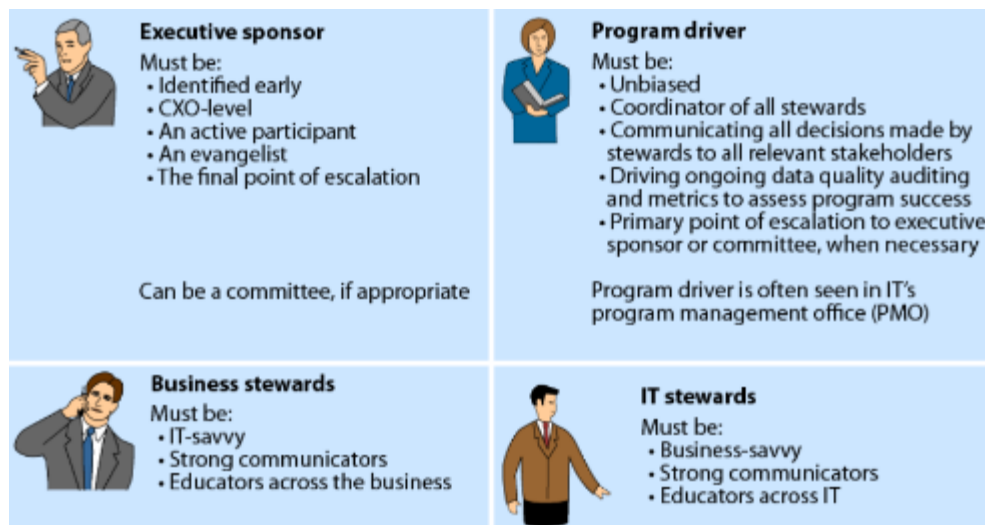 Executive sponsor
Must be:
• Identified early
• CXO-level
• An active participant
• An evangelist
• The final point of escalation
Can be a committee, if appropriate
Program driver
Must be:
• Unbiased
• Coordinator of all stewards
• Communicating all decisions made by
stewards to all relevant stakeholders
• Driving ongoing data quality auditing
and metrics to assess program success
• Primary point of escalation to executive
sponsor or committee, when necessary
Program driver is often seen in IT's
program management office (PMO)
Business stewards
Must be:
• IT-savvy
• Strong communicators
• Educators across the business
IT stewards
Must be:
• Business-savvy
• Strong communicators
• Educators across IT